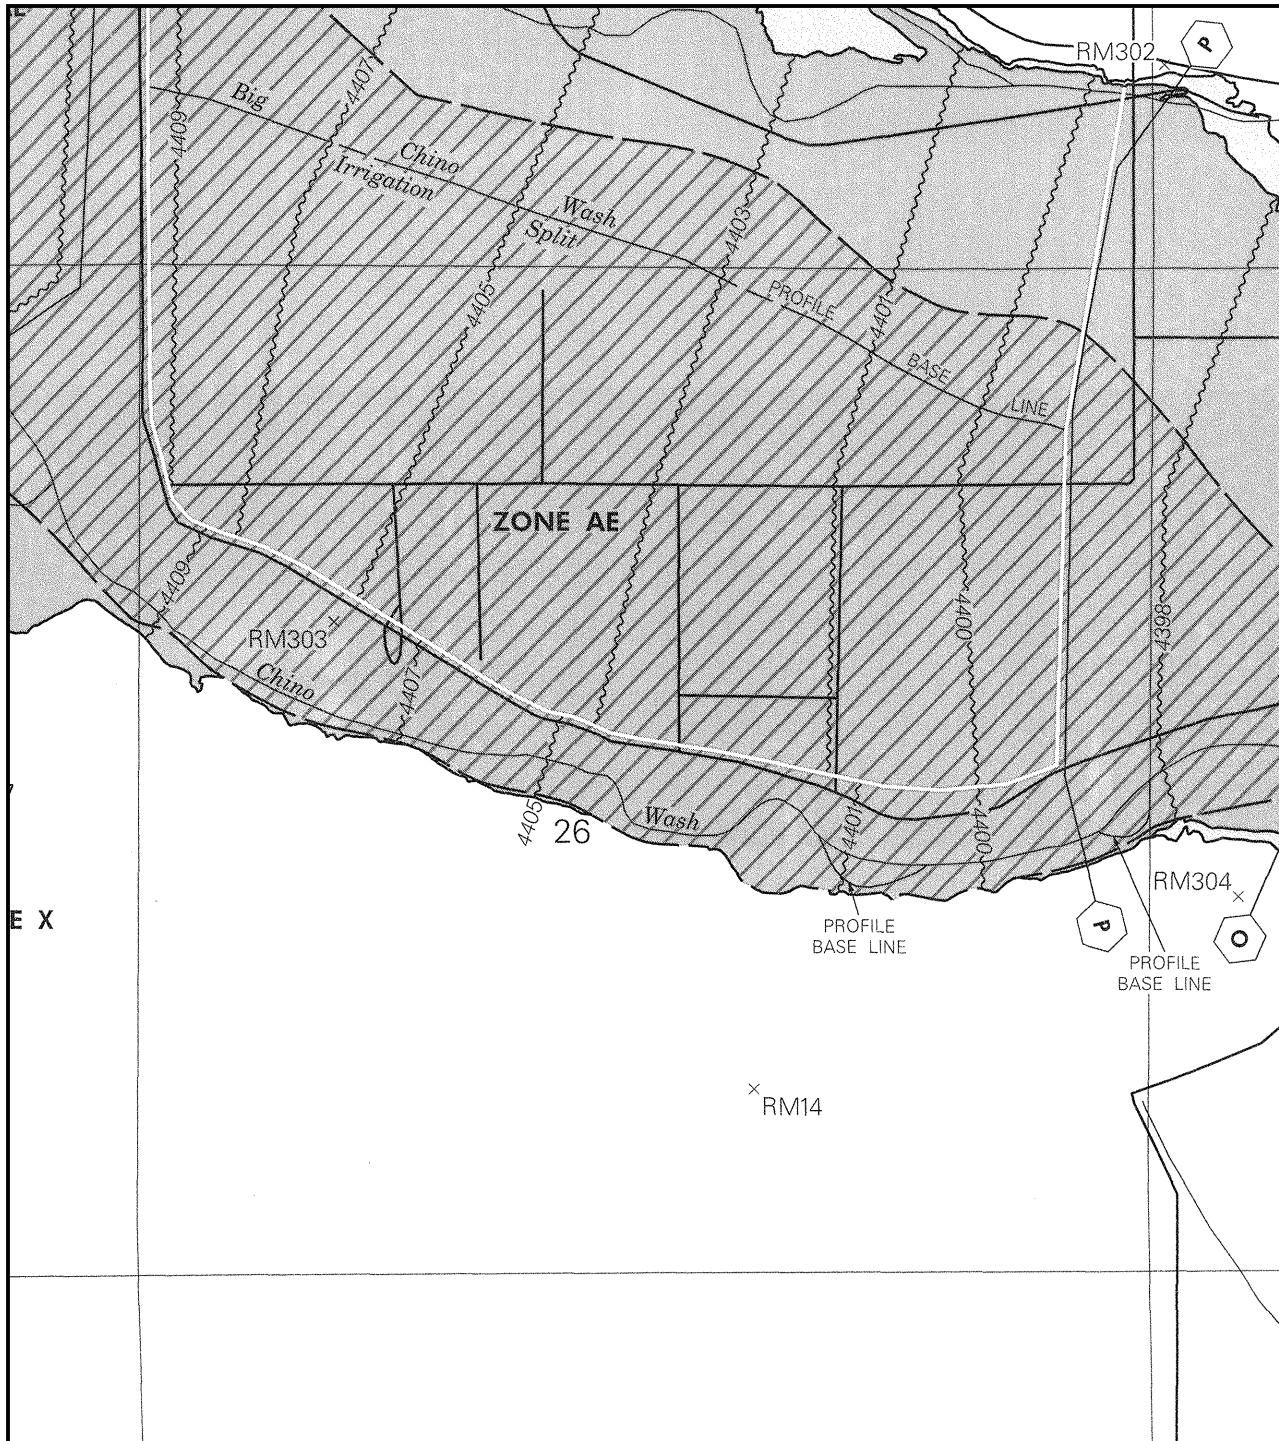 RM302
P
Big
4407
4409
Chino
Irrigation
Wash
Split
4403
4405
PROFILE
4401
BASE
LINE
ZONE AE
4409
RM303
4400
4398
Chino
4407
4405
26
Wash
4401
4400
RM304
E X
P
O
PROFILE
BASE LINE
PROFILE
BASE LINE
RM14